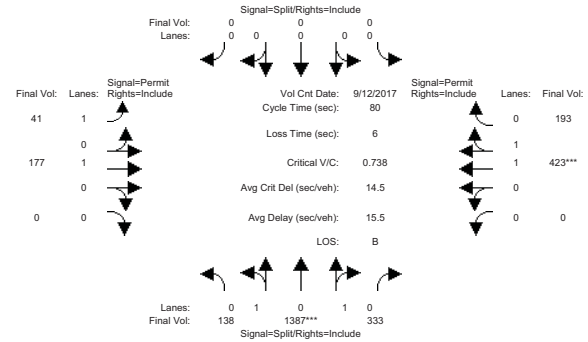 Signal=Split/Rights=Include
Final Vol: 0 0 0
Lanes: 0 0 0 0 0
Signal=Permit
Final Vol: Lanes: Rights=Include
Vol Cnt Date: 9/12/2017
Signal=Permit
Rights=Include Lanes: Final Vol:
Cycle Time (sec): 80
41 1
0 193
Loss Time (sec): 6
0
1
177 1
Critical V/C: 0.738
1 423***
0
Avg Crit Del (sec/veh): 14.5
0
0 0
Avg Delay (sec/veh): 15.5
0 0
LOS: B
Lanes: 0 1 0 1 0
Final Vol: 138 1387*** 333
Signal=Split/Rights=Include